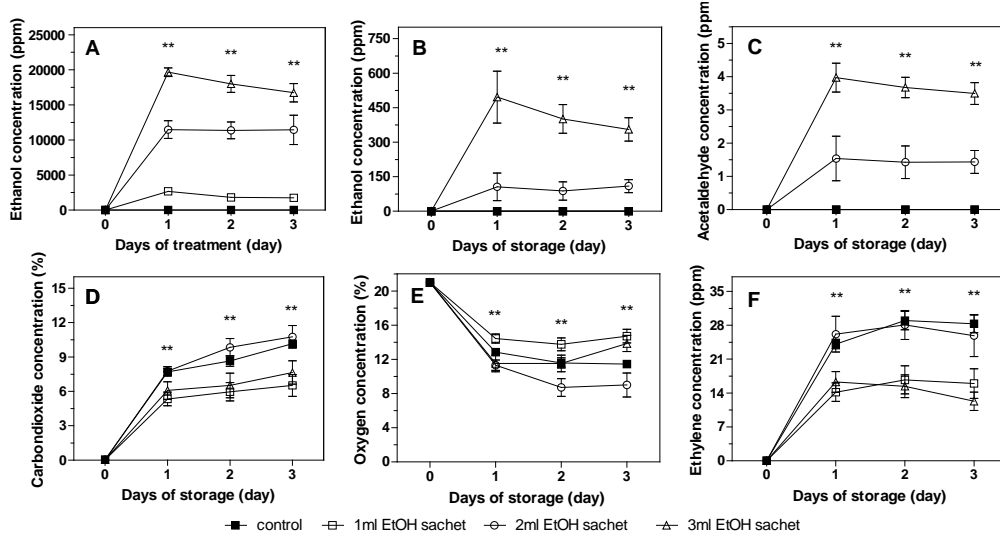 A
Ethanol concentration (ppm)
25000
20000
15000
10000
5000
0
** ** **
0 1 2 3
Days of treatment (day)
B
Ethanol concentration (ppm)
750
600
450
300
150
0
** ** **
0 1 2 3
Days of storage (day)
C
Acetaldehyde concentration (ppm)
5
4
3
2
1
0
** ** **
0 1 2 3
Days of storage (day)
D
Carbondioxide concentration (%)
15
12
9
6
3
0
** ** **
0 1 2 3
Days of storage (day)
E
Oxygen concentration (%)
20
16
12
8
4
0
** ** **
0 1 2 3
Days of storage (day)
F
Ethylene concentration (ppm)
35
28
21
14
7
0
** ** **
0 1 2 3
Days of storage (day)
control 1ml EtOH sachet 2ml EtOH sachet 3ml EtOH sachet